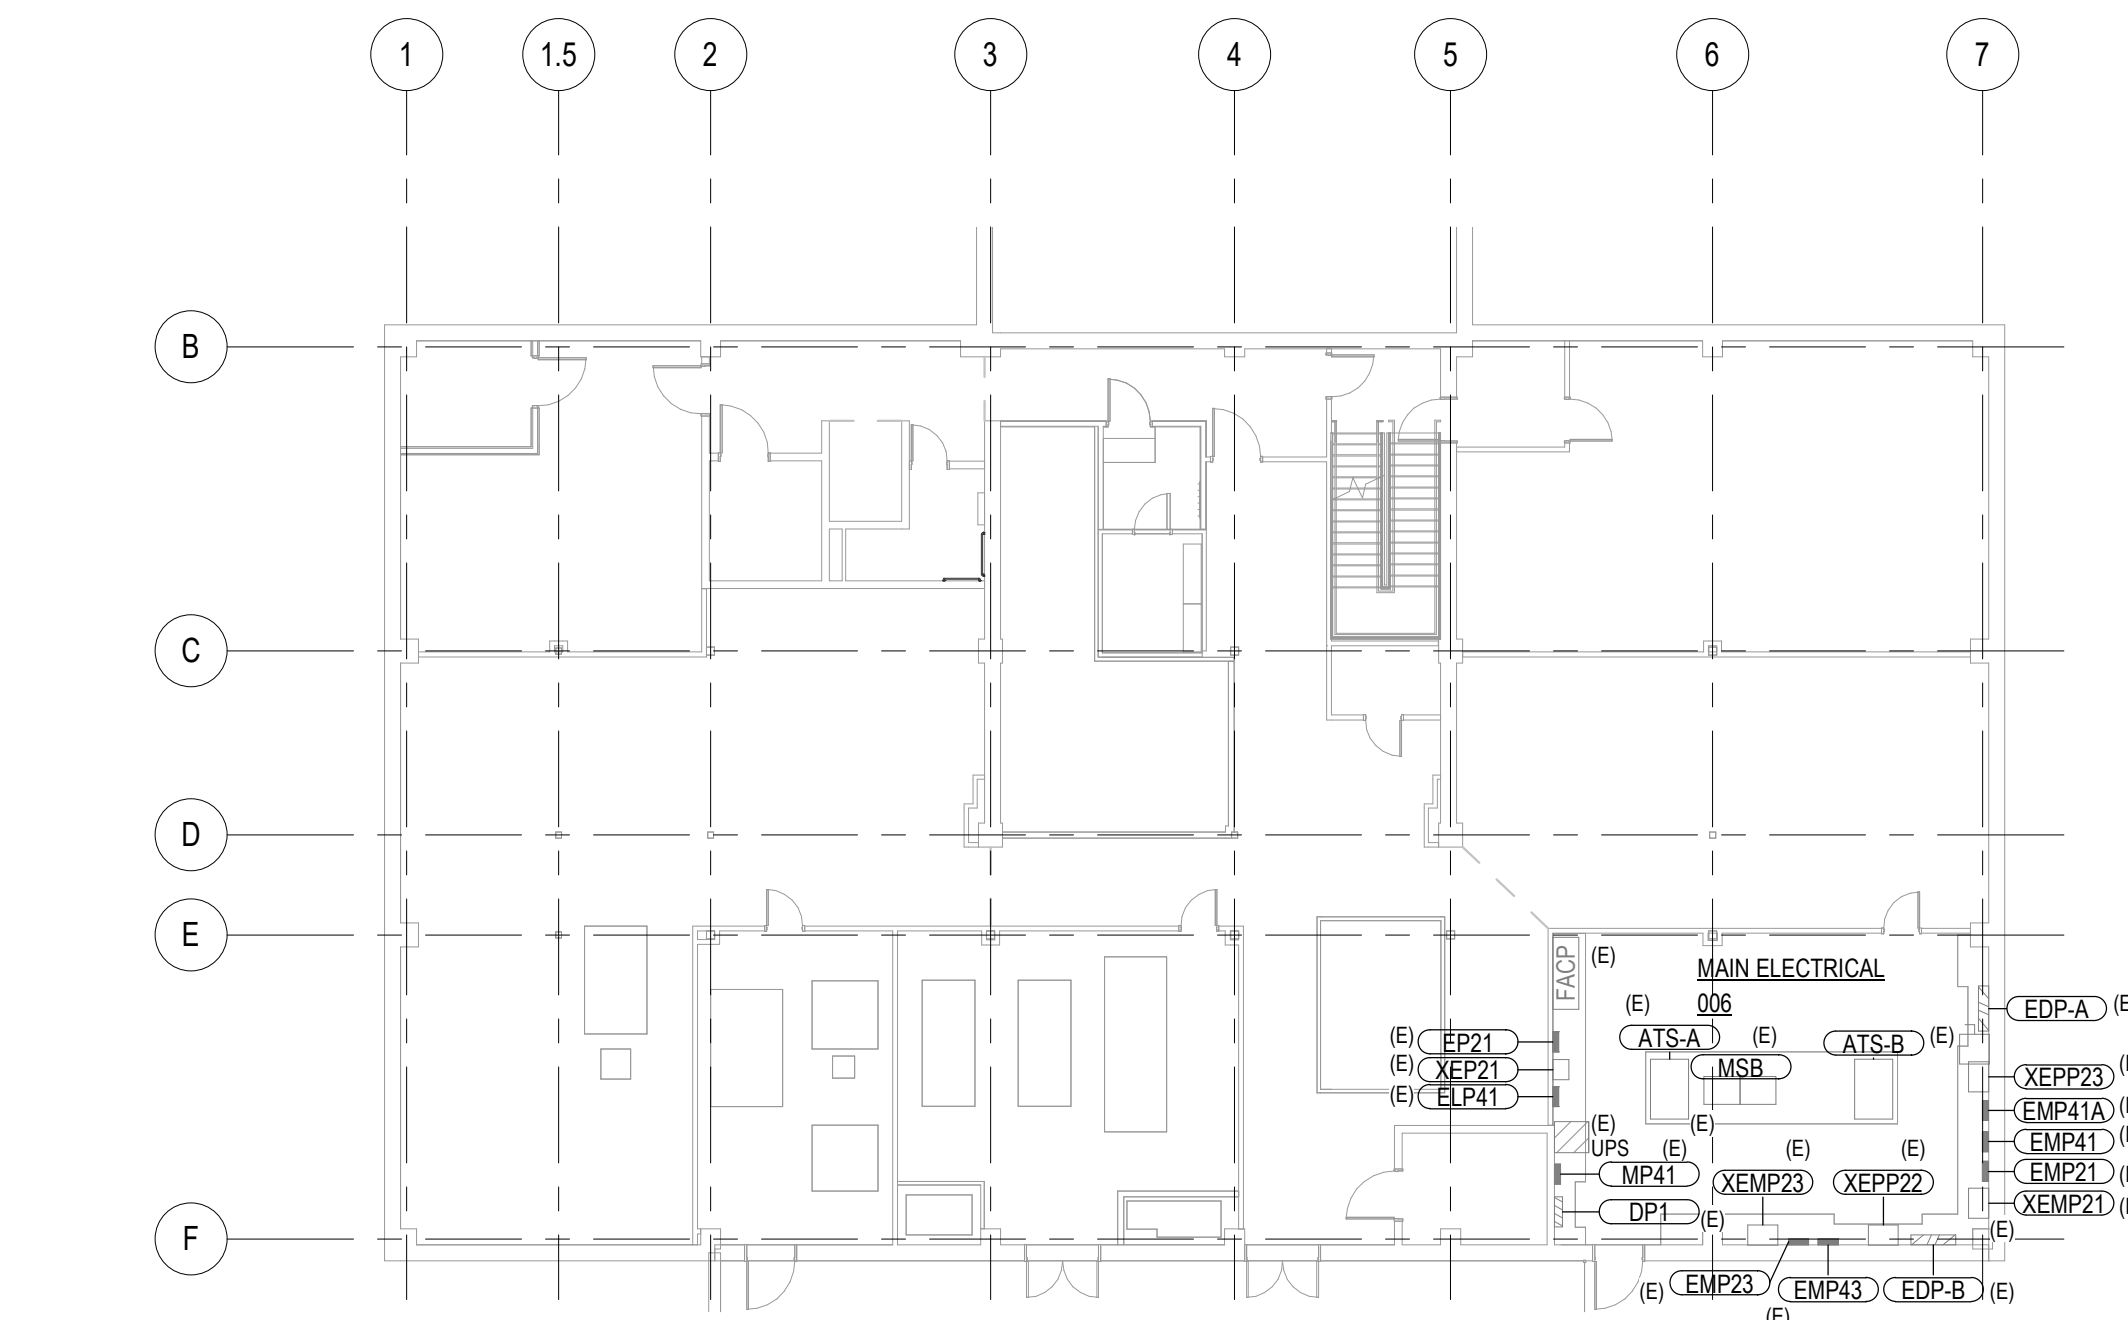 1
1.5
2
3
4
5
6
7
B
C
D
E
F
FACP
(E)
MAIN ELECTRICAL
(E)
006
EDP-A
(E
(E)
EP21
ATS-A
(E)
ATS-B
(E)
(E)
XEP21
MSB
XEPP23
(E)
ELP41
EMP41A
(E)
UPS
(E)
(E)
(E)
(E)
EMP41
MP41
XEMP23
XEPP22
EMP21
DP1
(E)
XEMP21
(E)
(E)
EMP23
EMP43
EDP-B
(E)
(E)